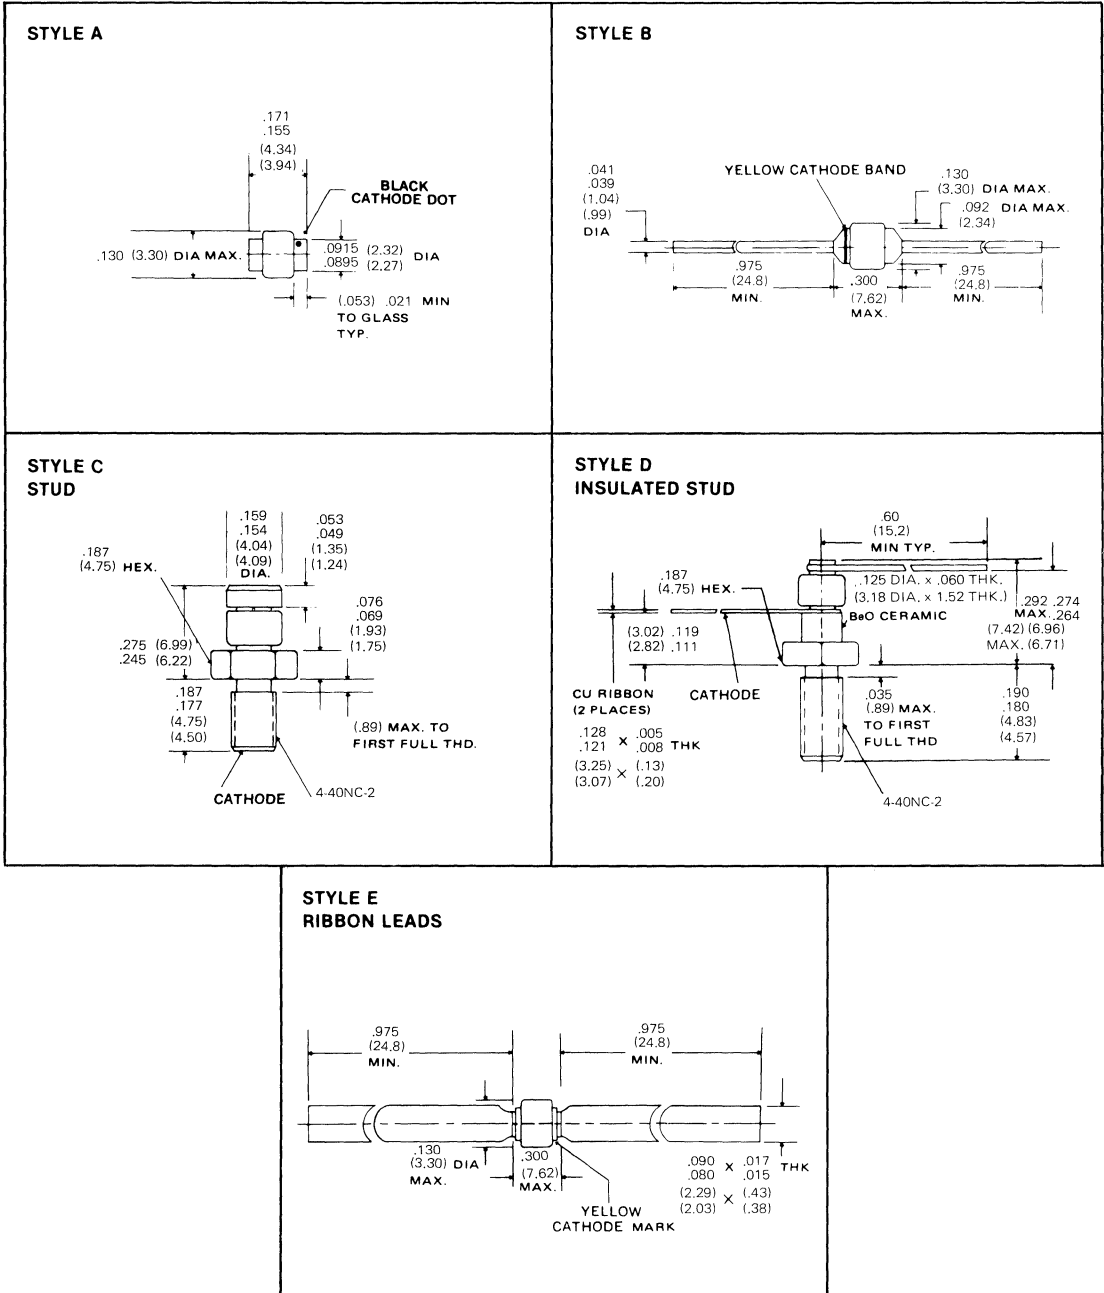 STYLE A
.171
.155
(4.34)
(3.94)
BLACK
CATHODE DOT
.130 (3.30) DIA MAX.
.0915 (2.32) DIA
.0895 (2.27)
(.053) .021 MIN
TO GLASS
TYP.
STYLE B
.041
.039
(1.04)
(.99)
DIA
YELLOW CATHODE BAND
.130
(3.30) DIA MAX.
.092 DIA MAX.
(2.34)
.975
(24.8)
MIN.
.300
(7.62)
MAX.
.975
(24.8)
MIN.
STYLE C
STUD
.159
.154
(4.04)
(4.09)
DIA.
.053
.049
(1.35)
(1.24)
.187
(4.75) HEX.
.076
.069
(1.93)
(1.75)
.275 (6.99)
.245 (6.22)
.187
.177
(4.75)
(4.50)
(.89) MAX. TO
FIRST FULL THD.
CATHODE
4-40NC-2
STYLE D
INSULATED STUD
.60
(15,2)
MIN TYP.
.187
(4.75) HEX.
.125 DIA. x .060 THK.
(3.18 DIA. x 1.52 THK.)
BeO CERAMIC
.292 .274
MAX. .264
(7.42) (6.96)
MAX. (6.71)
(3.02) .119
(2.82) .111
CU RIBBON
(2 PLACES)
CATHODE
.128 × .005
.121 .008 THK
(3.25) × (.13)
(3.07) (.20)
.035
(.89) MAX.
TO FIRST
FULL THD
.190
.180
(4.83)
(4.57)
4-40NC-2
STYLE E
RIBBON LEADS
.975
(24.8)
MIN.
.975
(24.8)
MIN.
.130
(3.30) DIA
MAX.
.300
(7.62)
MAX.
.090 × .017 THK
.080 .015
(2.29) × (.43)
(2.03) (.38)
YELLOW
CATHODE MARK